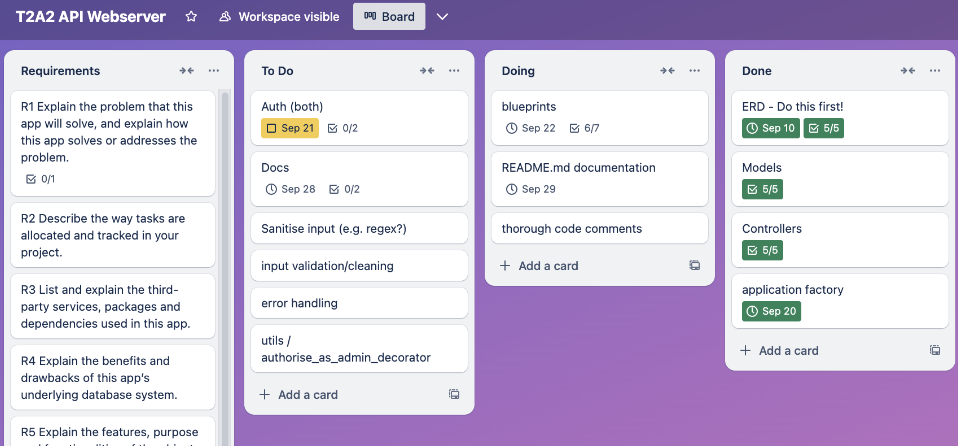 T2A2 API Webserver
Workspace visible
Board
Requirements
R1 Explain the problem that this
app will solve, and explain how
this app solves or addresses the
problem.
0/1
R2 Describe the way tasks are
allocated and tracked in your
project.
R3 List and explain the third-
party services, packages and
dependencies used in this app.
R4 Explain the benefits and
drawbacks of this app's
underlying database system.
R5 Explain the features, purpose
To Do
Auth (both)
Sep 21 0/2
Docs
Sep 28 0/2
Sanitise input (e.g. regex?)
input validation/cleaning
error handling
utils /
authorise_as_admin_decorator
+ Add a card
Doing
blueprints
Sep 22 6/7
README.md documentation
Sep 29
thorough code comments
+ Add a card
Done
ERD - Do this first!
Sep 10 5/5
Models
5/5
Controllers
5/5
application factory
Sep 20
+ Add a card